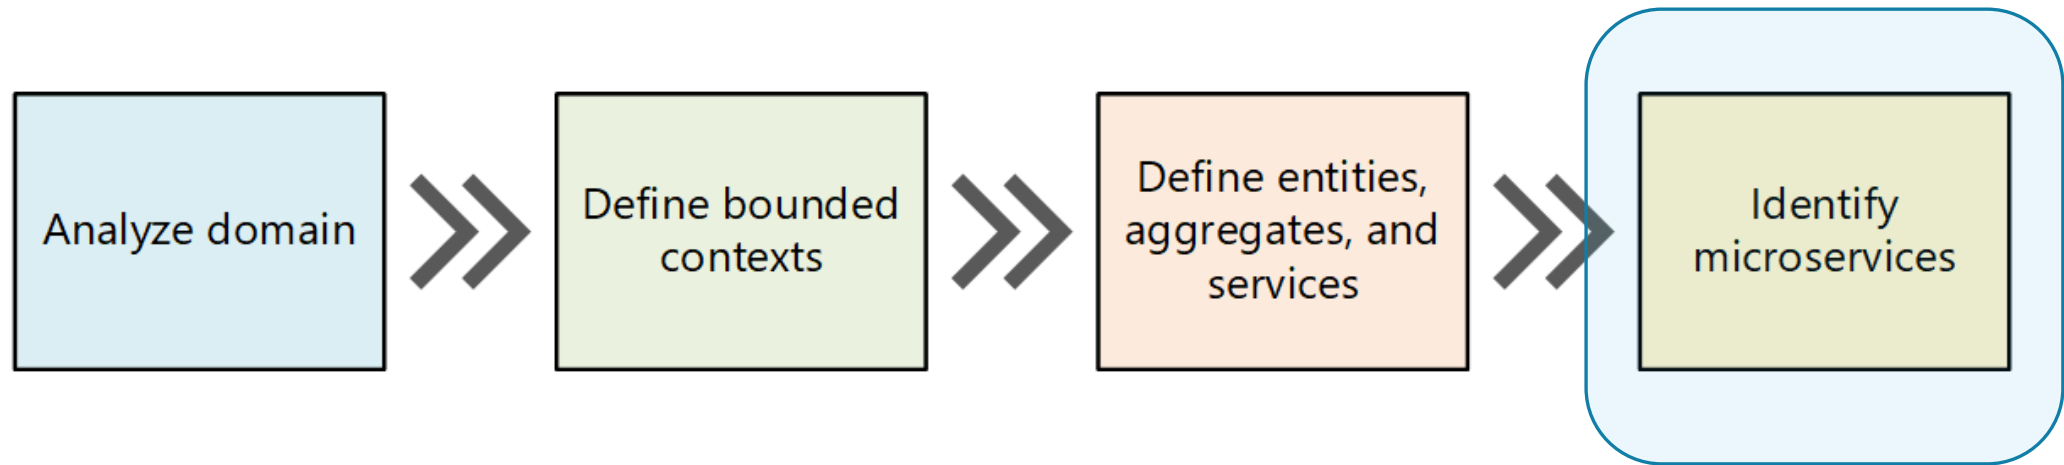 Analyze domain
Define bounded
contexts
Define entities,
aggregates, and
services
Identify
microservices